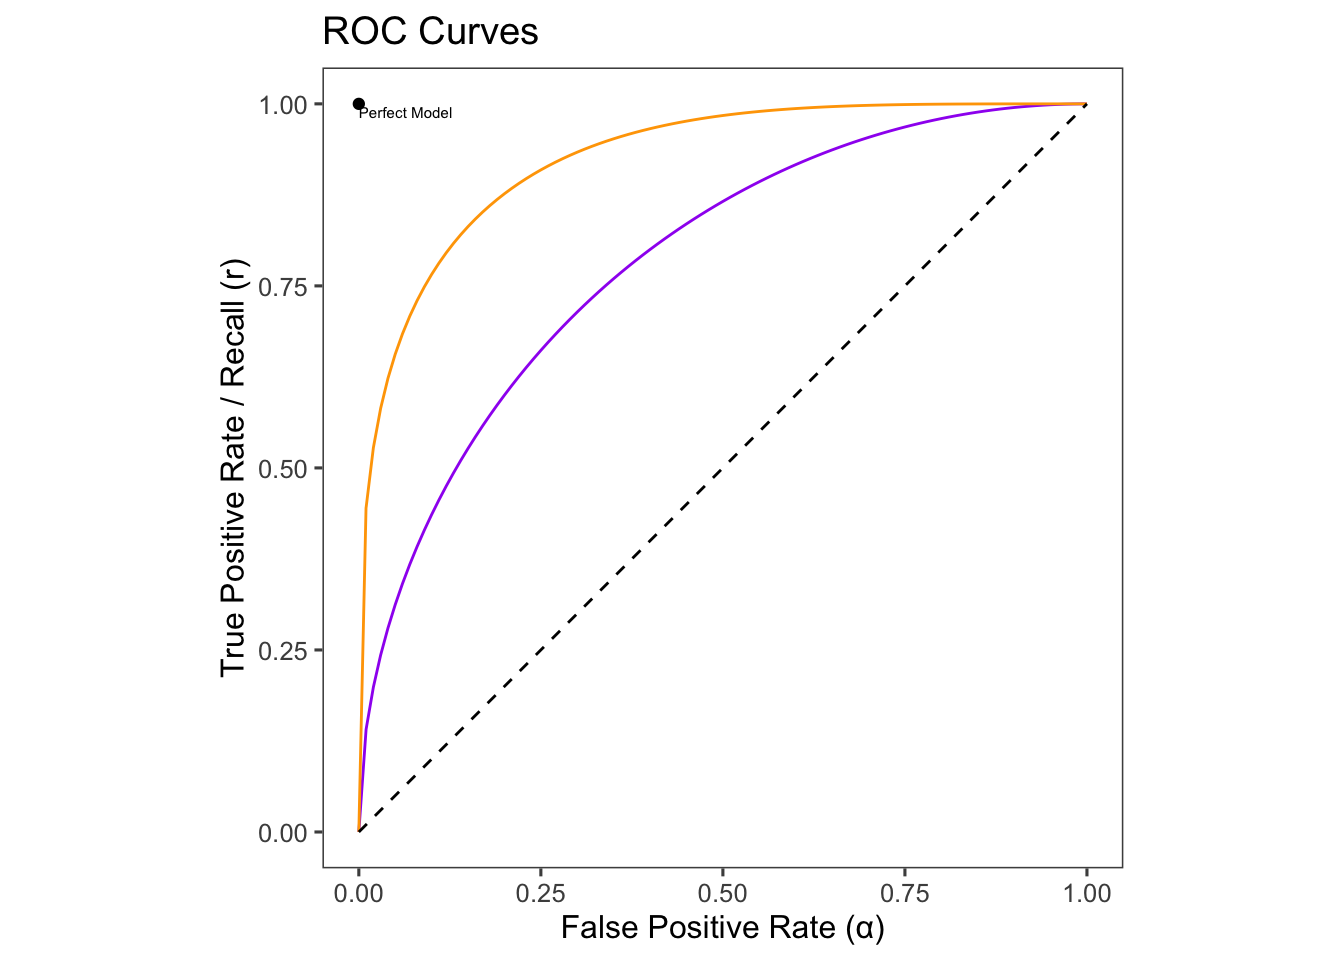 ROC Curves
Perfect Model
True Positive Rate / Recall (r)
1.00
0.75
0.50
0.25
0.00
0.00 0.25 0.50 0.75 1.00
False Positive Rate (α)